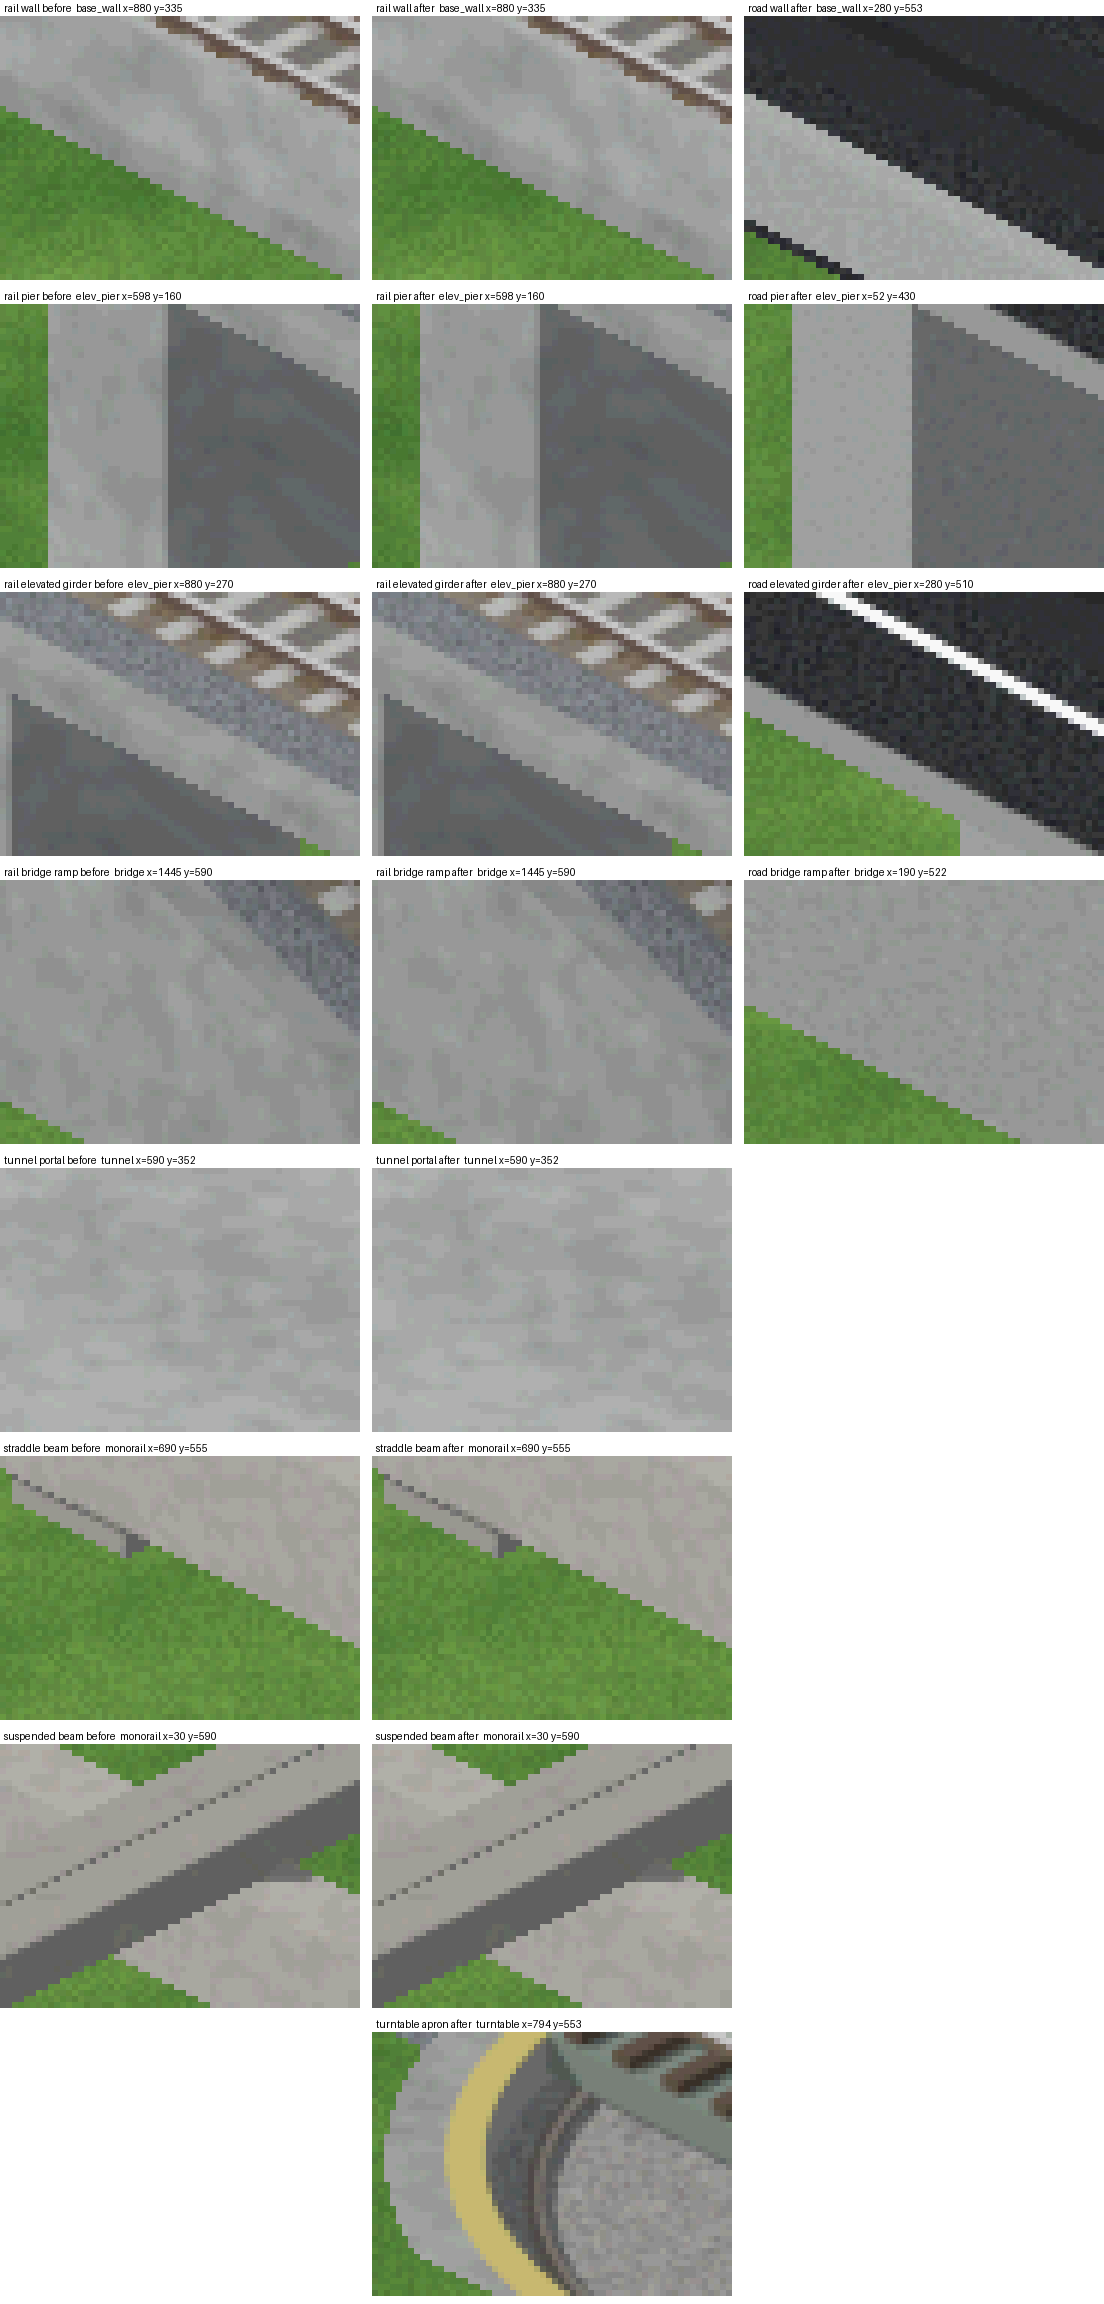 rail wall before base_wall x=880 y=335
rail wall after base_wall x=880 y=335
road wall after base_wall x=280 y=553
rail pier before elev_pier x=598 y=160
rail pier after elev_pier x=598 y=160
road pier after elev_pier x=52 y=430
rail elevated girder before elev_pier x=880 y=270
rail elevated girder after elev_pier x=880 y=270
road elevated girder after elev_pier x=280 y=510
rail bridge ramp before bridge x=1445 y=590
rail bridge ramp after bridge x=1445 y=590
road bridge ramp after bridge x=190 y=522
tunnel portal before tunnel x=590 y=352
tunnel portal after tunnel x=590 y=352
straddle beam before monorail x=690 y=555
straddle beam after monorail x=690 y=555
suspended beam before monorail x=30 y=590
suspended beam after monorail x=30 y=590
turntable apron after turntable x=794 y=553